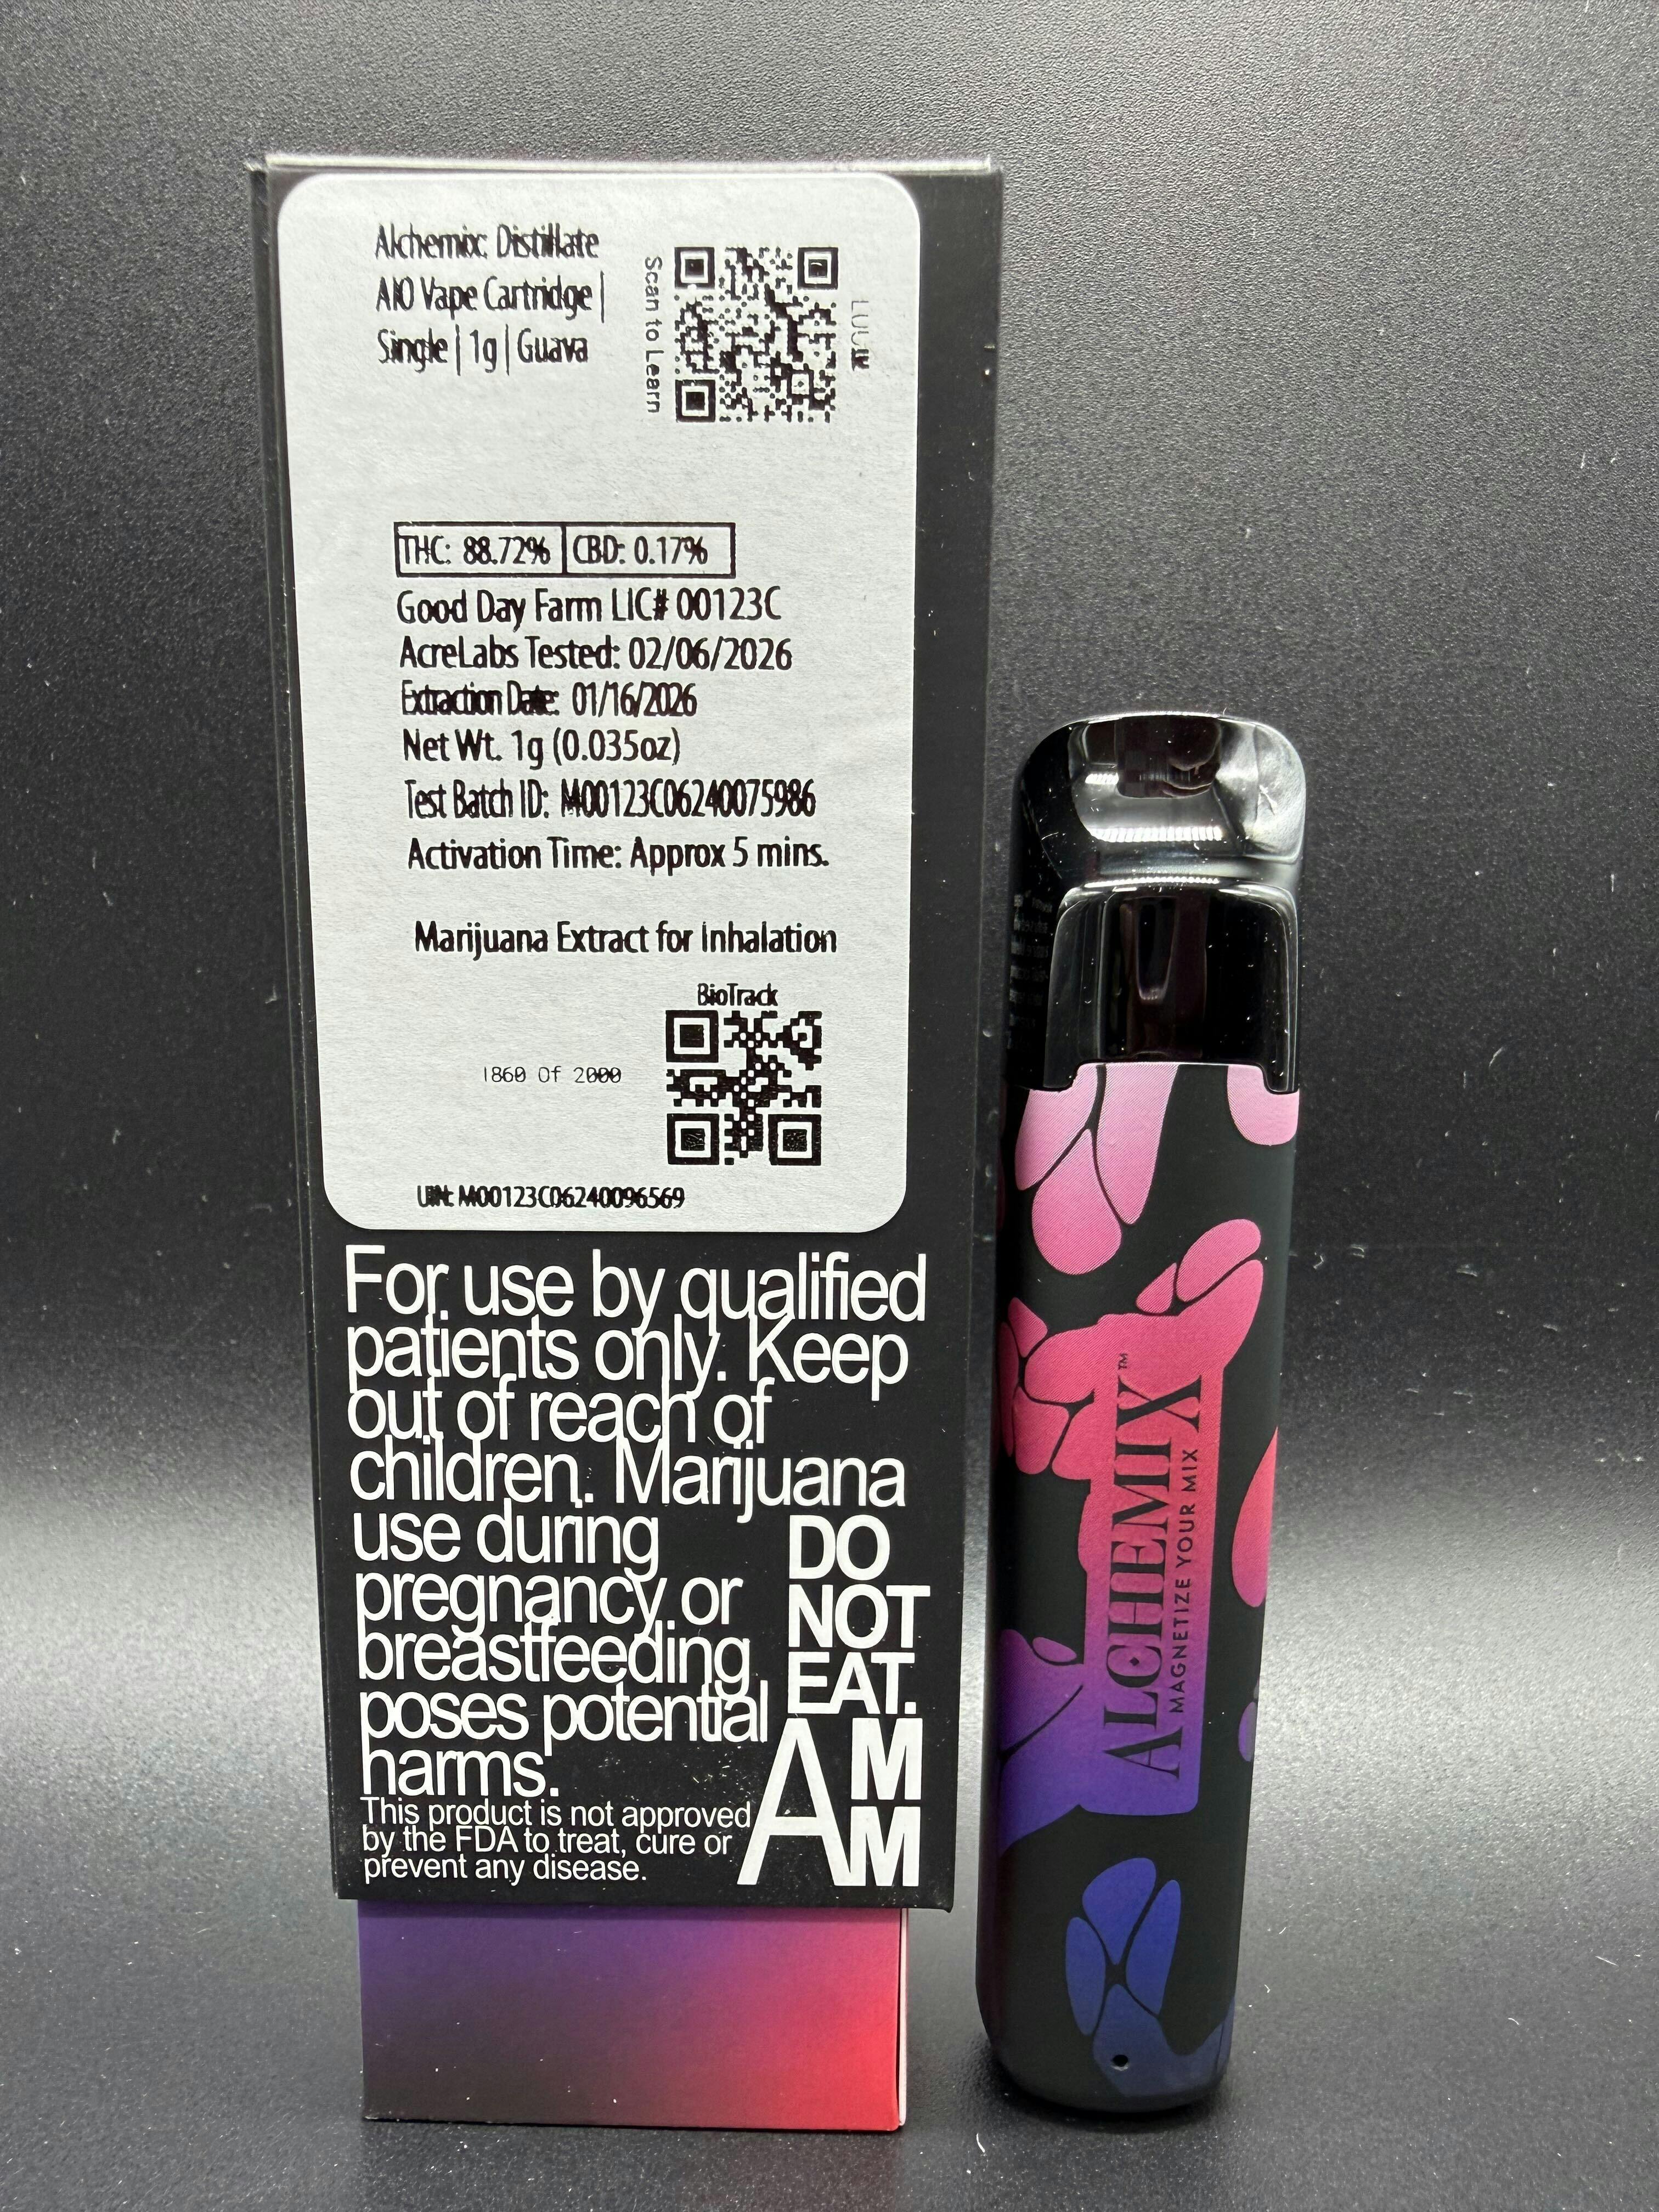 Alchemix: Distillate
AIO Vape Cartridge |
Single | 1g | Guava
Scan to Learn
THC: 88.72% CBD: 0.17%
Good Day Farm LIC# 00123C
AcreLabs Tested: 02/06/2026
Extraction Date: 01/16/2026
Net Wt. 1g (0.035oz)
Test Batch ID: M00123C06240075986
Activation Time: Approx 5 mins.
Marijuana Extract for Inhalation
BioTrack
1860 Of 2000
UIN: M00123C06240096569
For use by qualified
patients only. Keep
out of reach of
children. Marijuana
use during
pregnancy or
breastfeeding
poses potential
harms.
DO
NOT
EAT.
AMM
This product is not approved
by the FDA to treat, cure or
prevent any disease.
ALCHEMIX™
MAGNETIZE YOUR MIX